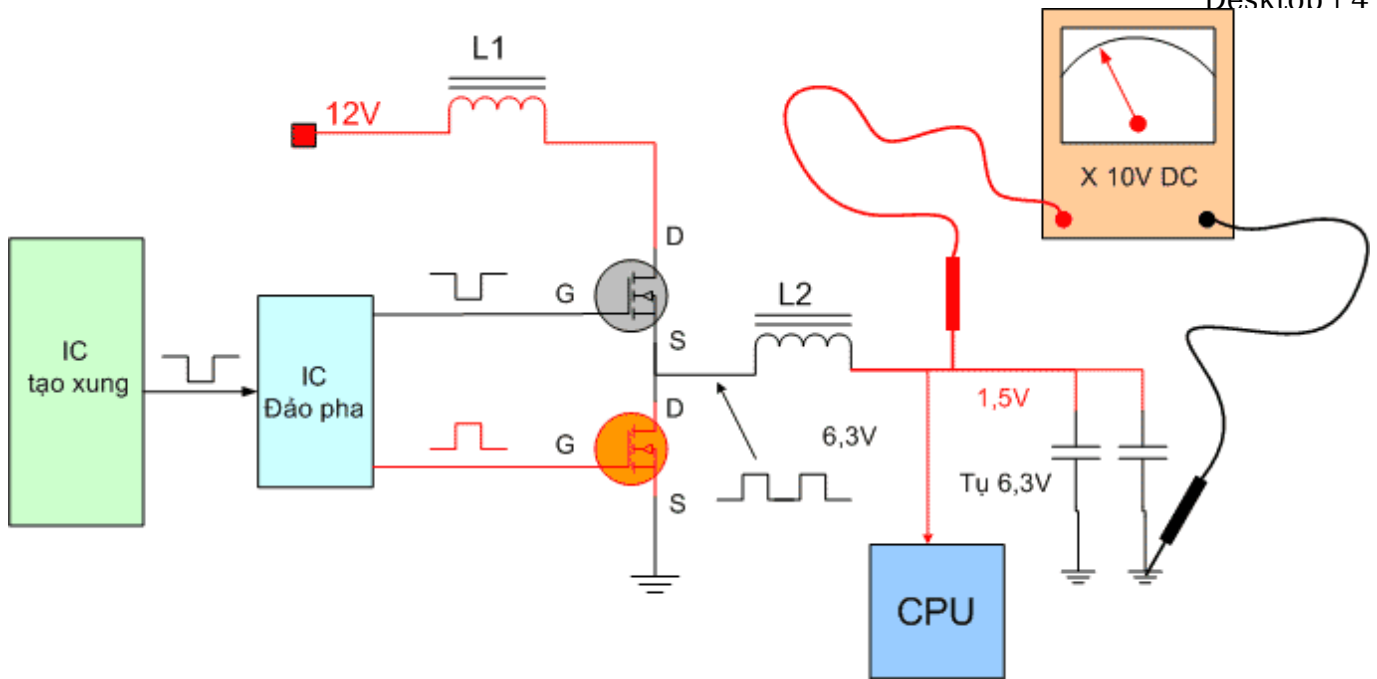 L1
12V
X 10V DC
D
G
S
L2
IC
tạo xung
IC
Đảo pha
D
G
S
1,5V
6,3V
Tụ 6,3V
CPU